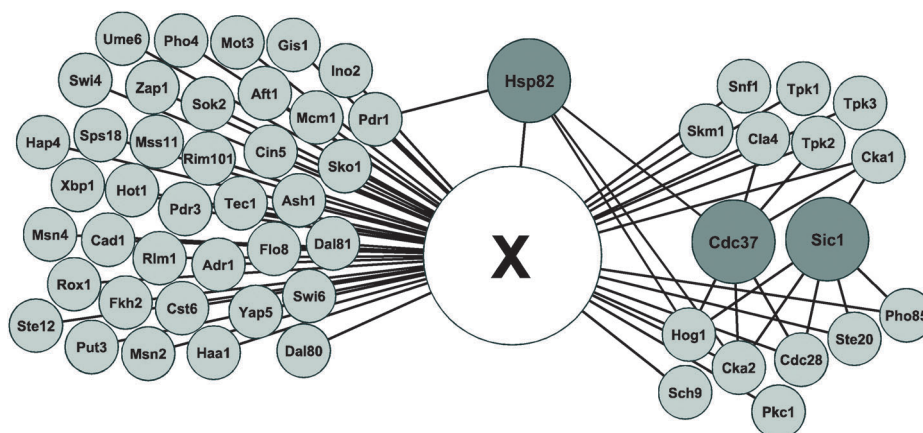 Ume6
Pho4
Mot3
Gis1
Ino2
Hsp82
Swi4
Zap1
Sok2
Aft1
Mcm1
Pdr1
Snf1
Tpk1
Tpk3
Skm1
Cla4
Tpk2
Cka1
Hap4
Sps18
Mss11
Rim101
Cin5
Sko1
Xbp1
Hot1
Pdr3
Tec1
Ash1
Msn4
Cad1
Rlm1
Adr1
Flo8
Dal81
X
Cdc37
Sic1
Rox1
Fkh2
Cst6
Yap5
Swi6
Ste12
Put3
Msn2
Haa1
Dal80
Hog1
Cka2
Cdc28
Ste20
Pho85
Sch9
Pkc1